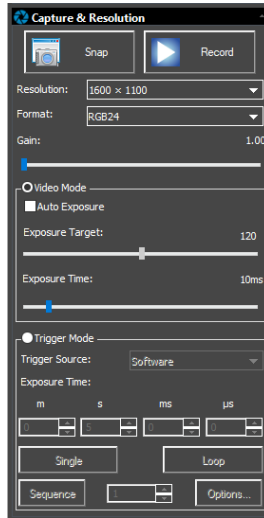 Capture & Resolution
Snap Record
Resolution: 1600 × 1100
Format: RGB24
Gain: 1.00
Video Mode
Auto Exposure
Exposure Target: 120
Exposure Time: 10ms
Trigger Mode
Trigger Source: Software
Exposure Time:
m s ms µs
0 5 0 0
Single Loop
Sequence 1 Options...